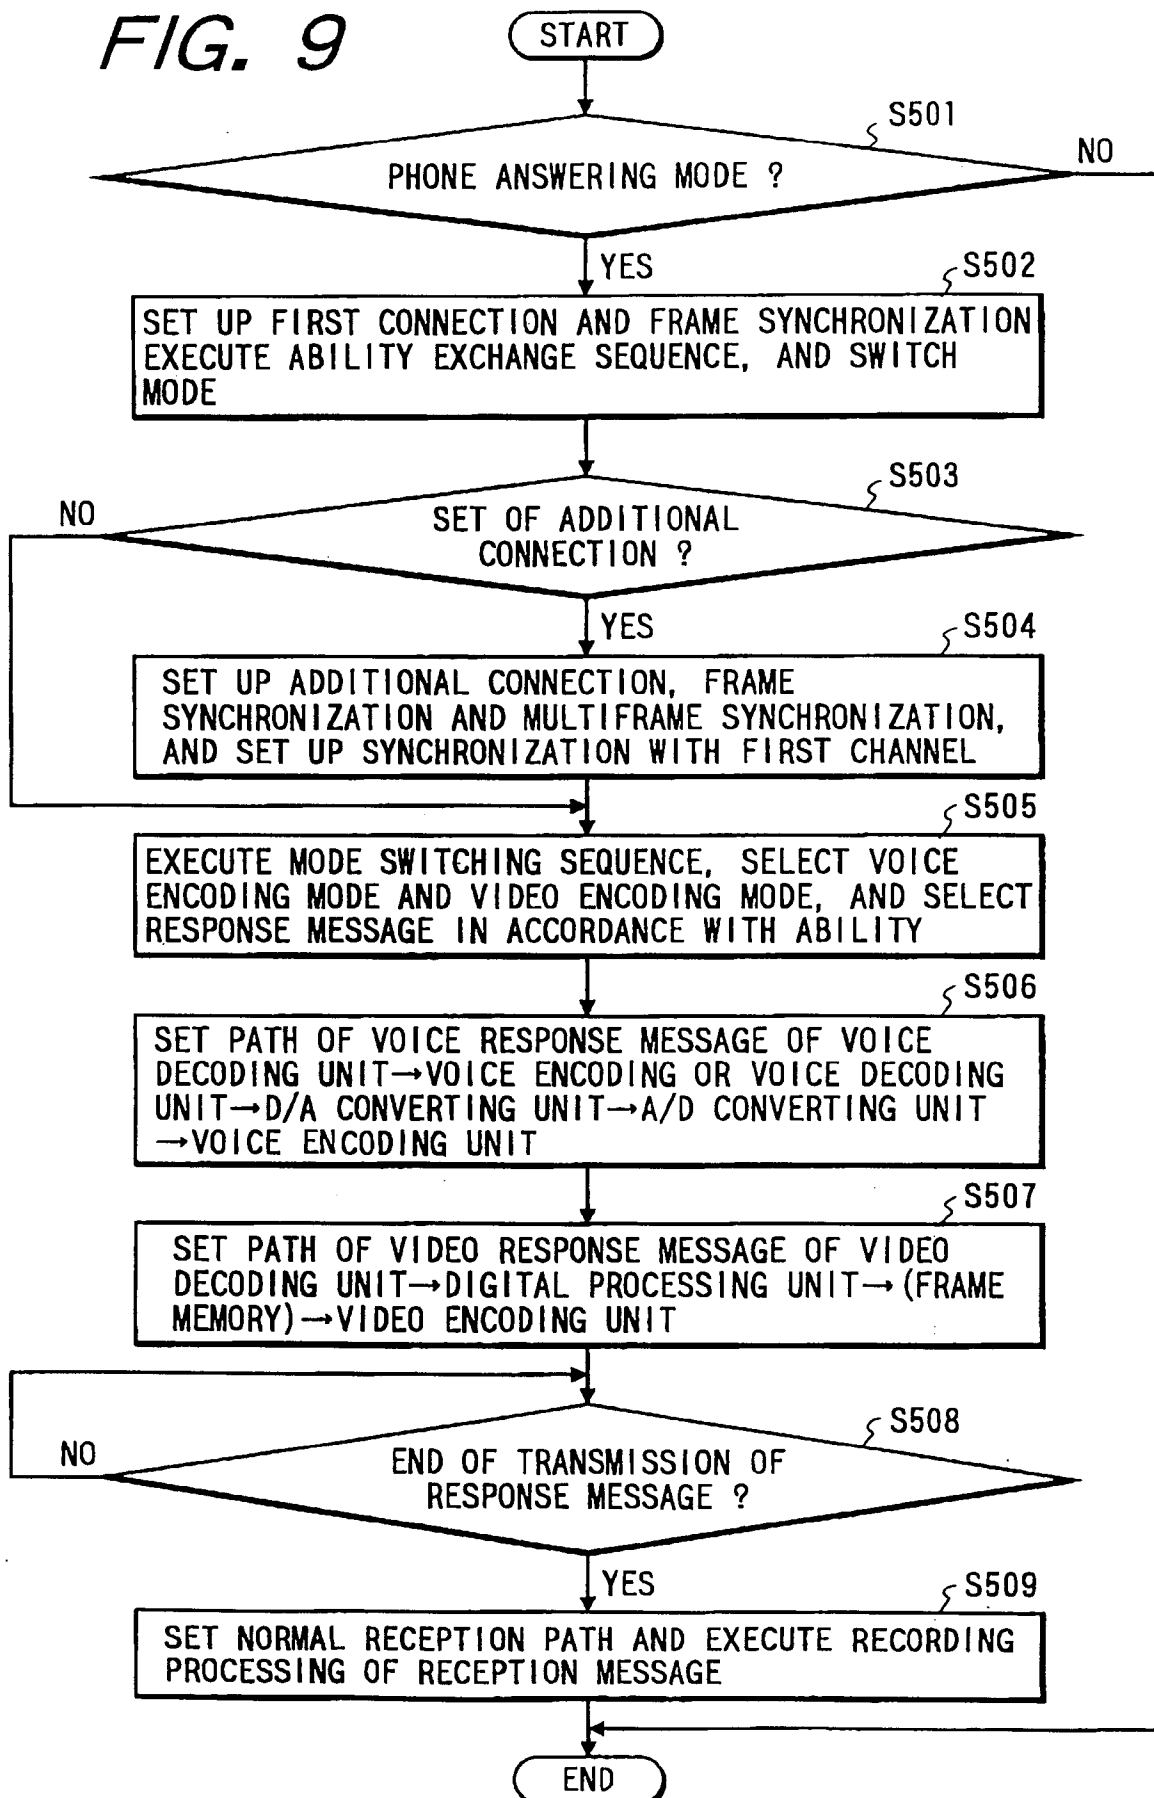 FIG. 9
START
S501
PHONE ANSWERING MODE ?
NO
YES
S502
SET UP FIRST CONNECTION AND FRAME SYNCHRONIZATION
EXECUTE ABILITY EXCHANGE SEQUENCE, AND SWITCH
MODE
S503
NO
SET OF ADDITIONAL
CONNECTION ?
YES
S504
SET UP ADDITIONAL CONNECTION, FRAME
SYNCHRONIZATION AND MULTIFRAME SYNCHRONIZATION,
AND SET UP SYNCHRONIZATION WITH FIRST CHANNEL
S505
EXECUTE MODE SWITCHING SEQUENCE, SELECT VOICE
ENCODING MODE AND VIDEO ENCODING MODE, AND SELECT
RESPONSE MESSAGE IN ACCORDANCE WITH ABILITY
S506
SET PATH OF VOICE RESPONSE MESSAGE OF VOICE
DECODING UNIT→VOICE ENCODING OR VOICE DECODING
UNIT→D/A CONVERTING UNIT→A/D CONVERTING UNIT
→VOICE ENCODING UNIT
S507
SET PATH OF VIDEO RESPONSE MESSAGE OF VIDEO
DECODING UNIT→DIGITAL PROCESSING UNIT→(FRAME
MEMORY)→VIDEO ENCODING UNIT
S508
NO
END OF TRANSMISSION OF
RESPONSE MESSAGE ?
YES
S509
SET NORMAL RECEPTION PATH AND EXECUTE RECORDING
PROCESSING OF RECEPTION MESSAGE
END